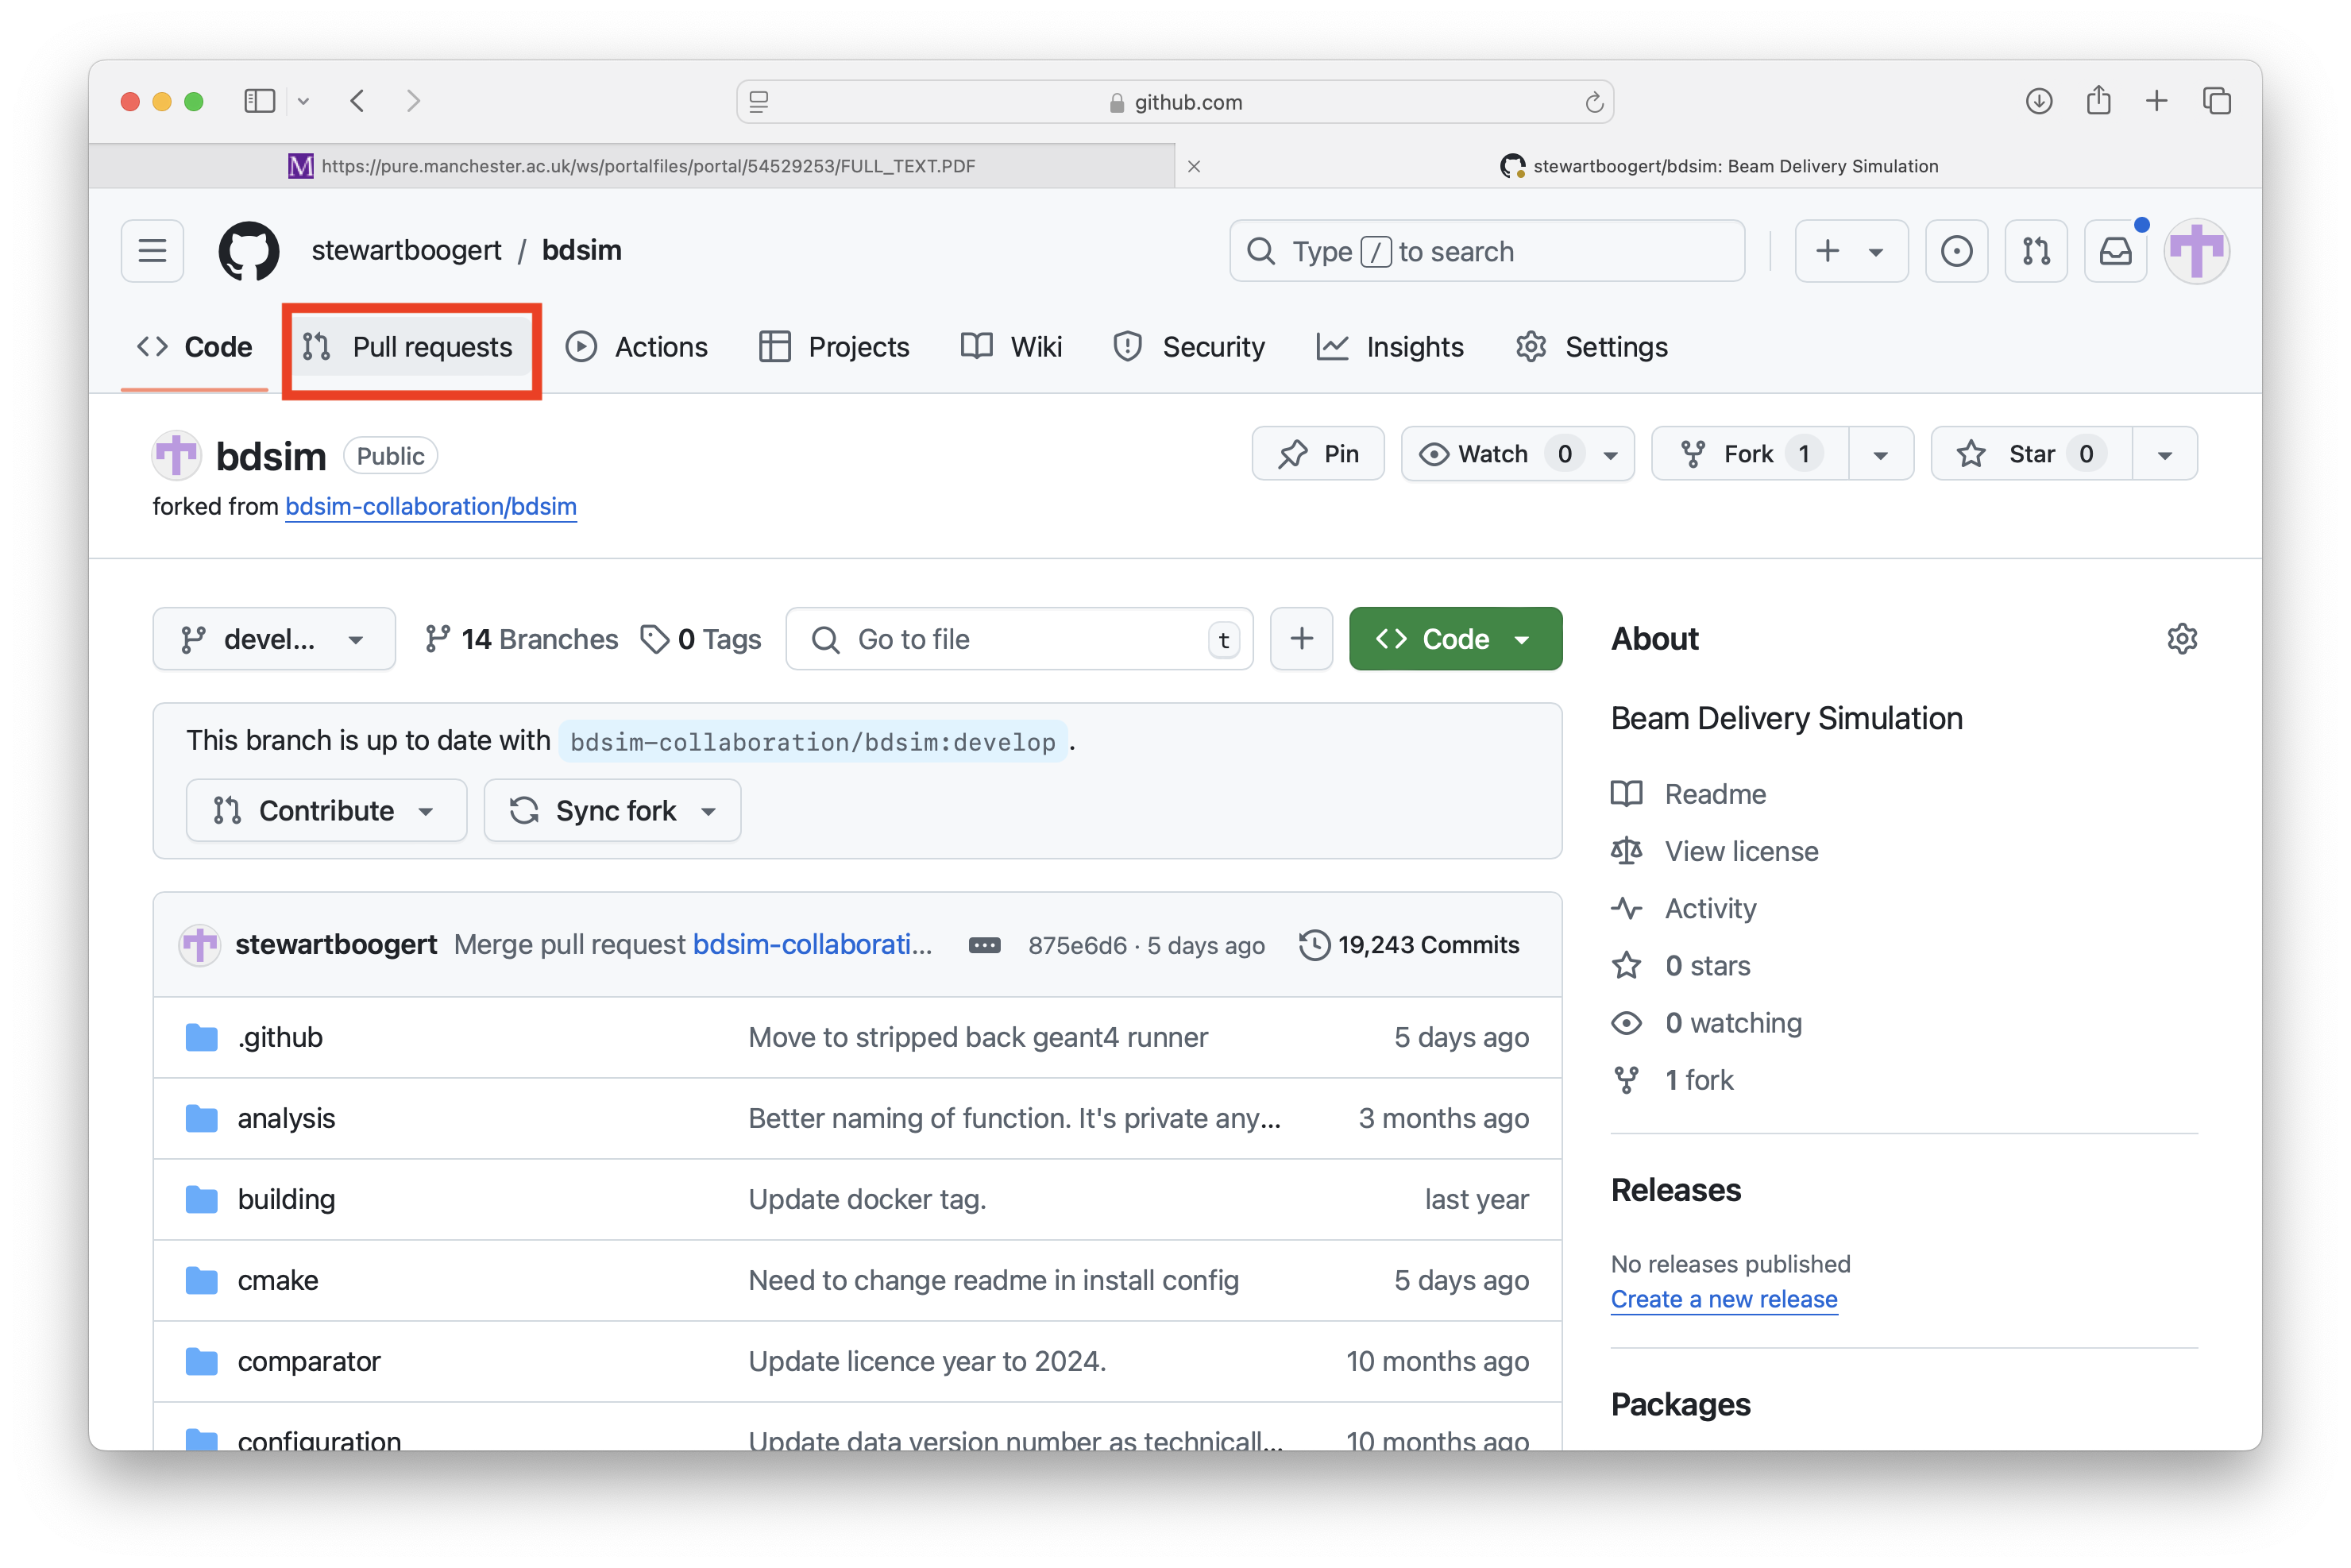 github.com
M https://pure.manchester.ac.uk/ws/portalfiles/portal/54529253/FULL_TEXT.PDF
stewartboogert/bdsim: Beam Delivery Simulation
stewartboogert / bdsim
Type / to search
Code Pull requests Actions Projects Wiki Security Insights Settings
bdsim Public
Pin Watch 0 Fork 1 Star 0
forked from bdsim-collaboration/bdsim
devel... 14 Branches 0 Tags Go to file t Code
This branch is up to date with bdsim-collaboration/bdsim:develop .
Contribute Sync fork
stewartboogert Merge pull request bdsim-collaborati... 875e6d6 · 5 days ago 19,243 Commits
.github Move to stripped back geant4 runner 5 days ago
analysis Better naming of function. It's private any... 3 months ago
building Update docker tag. last year
cmake Need to change readme in install config 5 days ago
comparator Update licence year to 2024. 10 months ago
configuration Update data version number as technicall... 10 months ago
About
Beam Delivery Simulation
Readme
View license
Activity
0 stars
0 watching
1 fork
Releases
No releases published
Create a new release
Packages